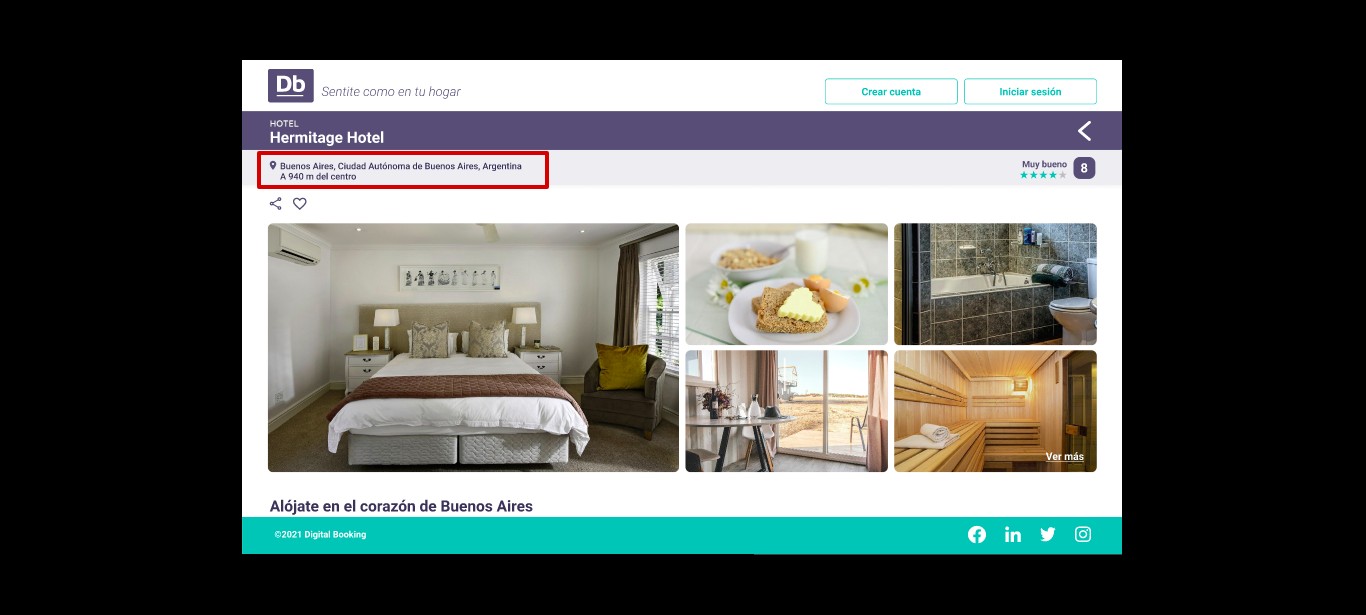 Db
Sentite como en tu hogar
Crear cuenta
Iniciar sesión
HOTEL
Hermitage Hotel
Buenos Aires, Ciudad Autónoma de Buenos Aires, Argentina
A 940 m del centro
Muy bueno
8
Ver más
Alójate en el corazón de Buenos Aires
©2021 Digital Booking